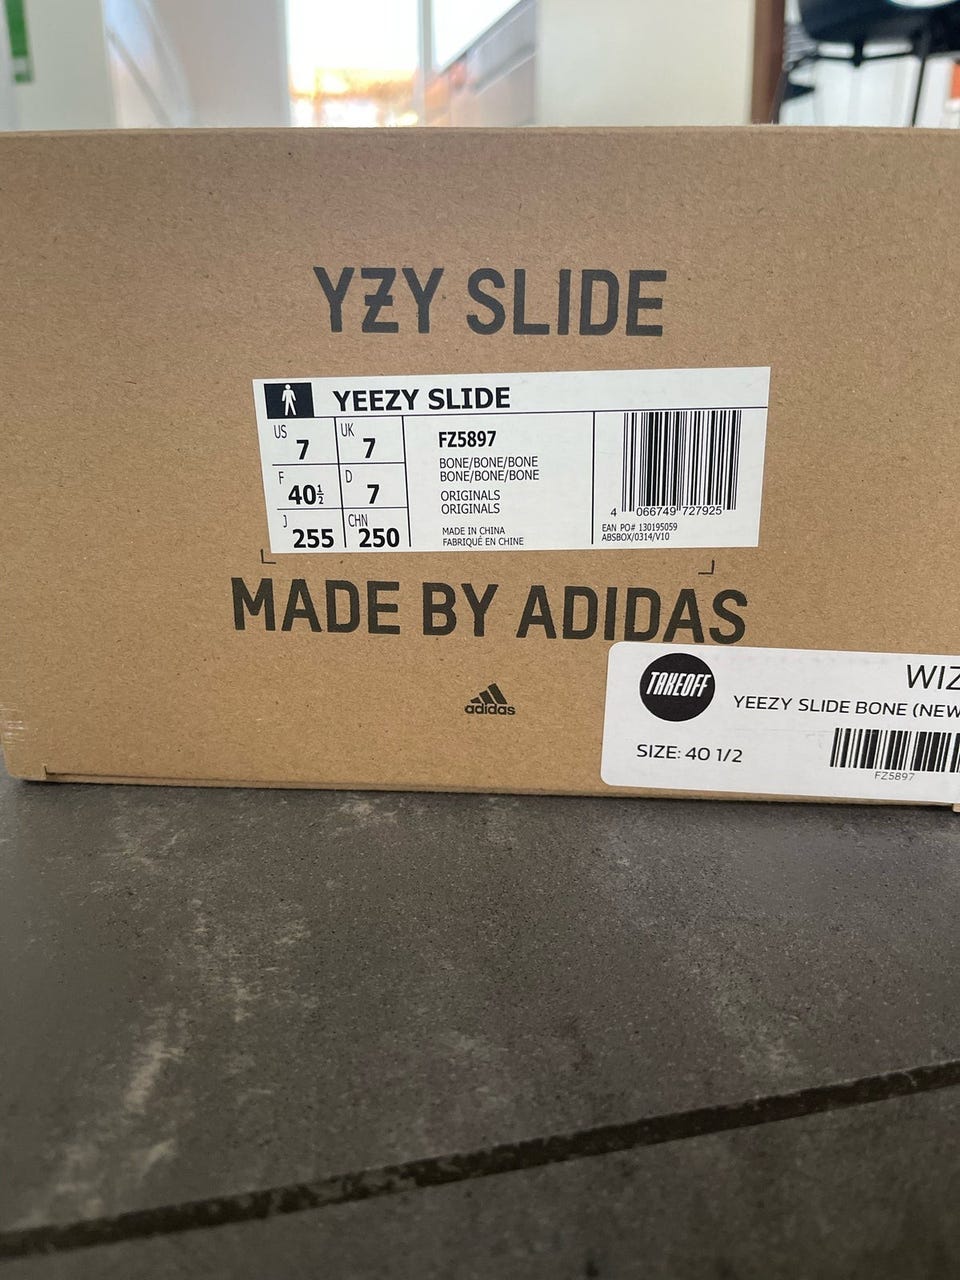 YZY SLIDE
YEEZY SLIDE
US 7 UK 7
F 40½ D 7
J 255 CHN 250
FZ5897
BONE/BONE/BONE
BONE/BONE/BONE
ORIGINALS
ORIGINALS
MADE IN CHINA
FABRIQUÉ EN CHINE
4 066749 727925
EAN PO# 130195059
ABSBOX/0314/V10
MADE BY ADIDAS
adidas
TAKEOFF
WIZ
YEEZY SLIDE BONE (NEW
SIZE: 40 1/2
FZ5897